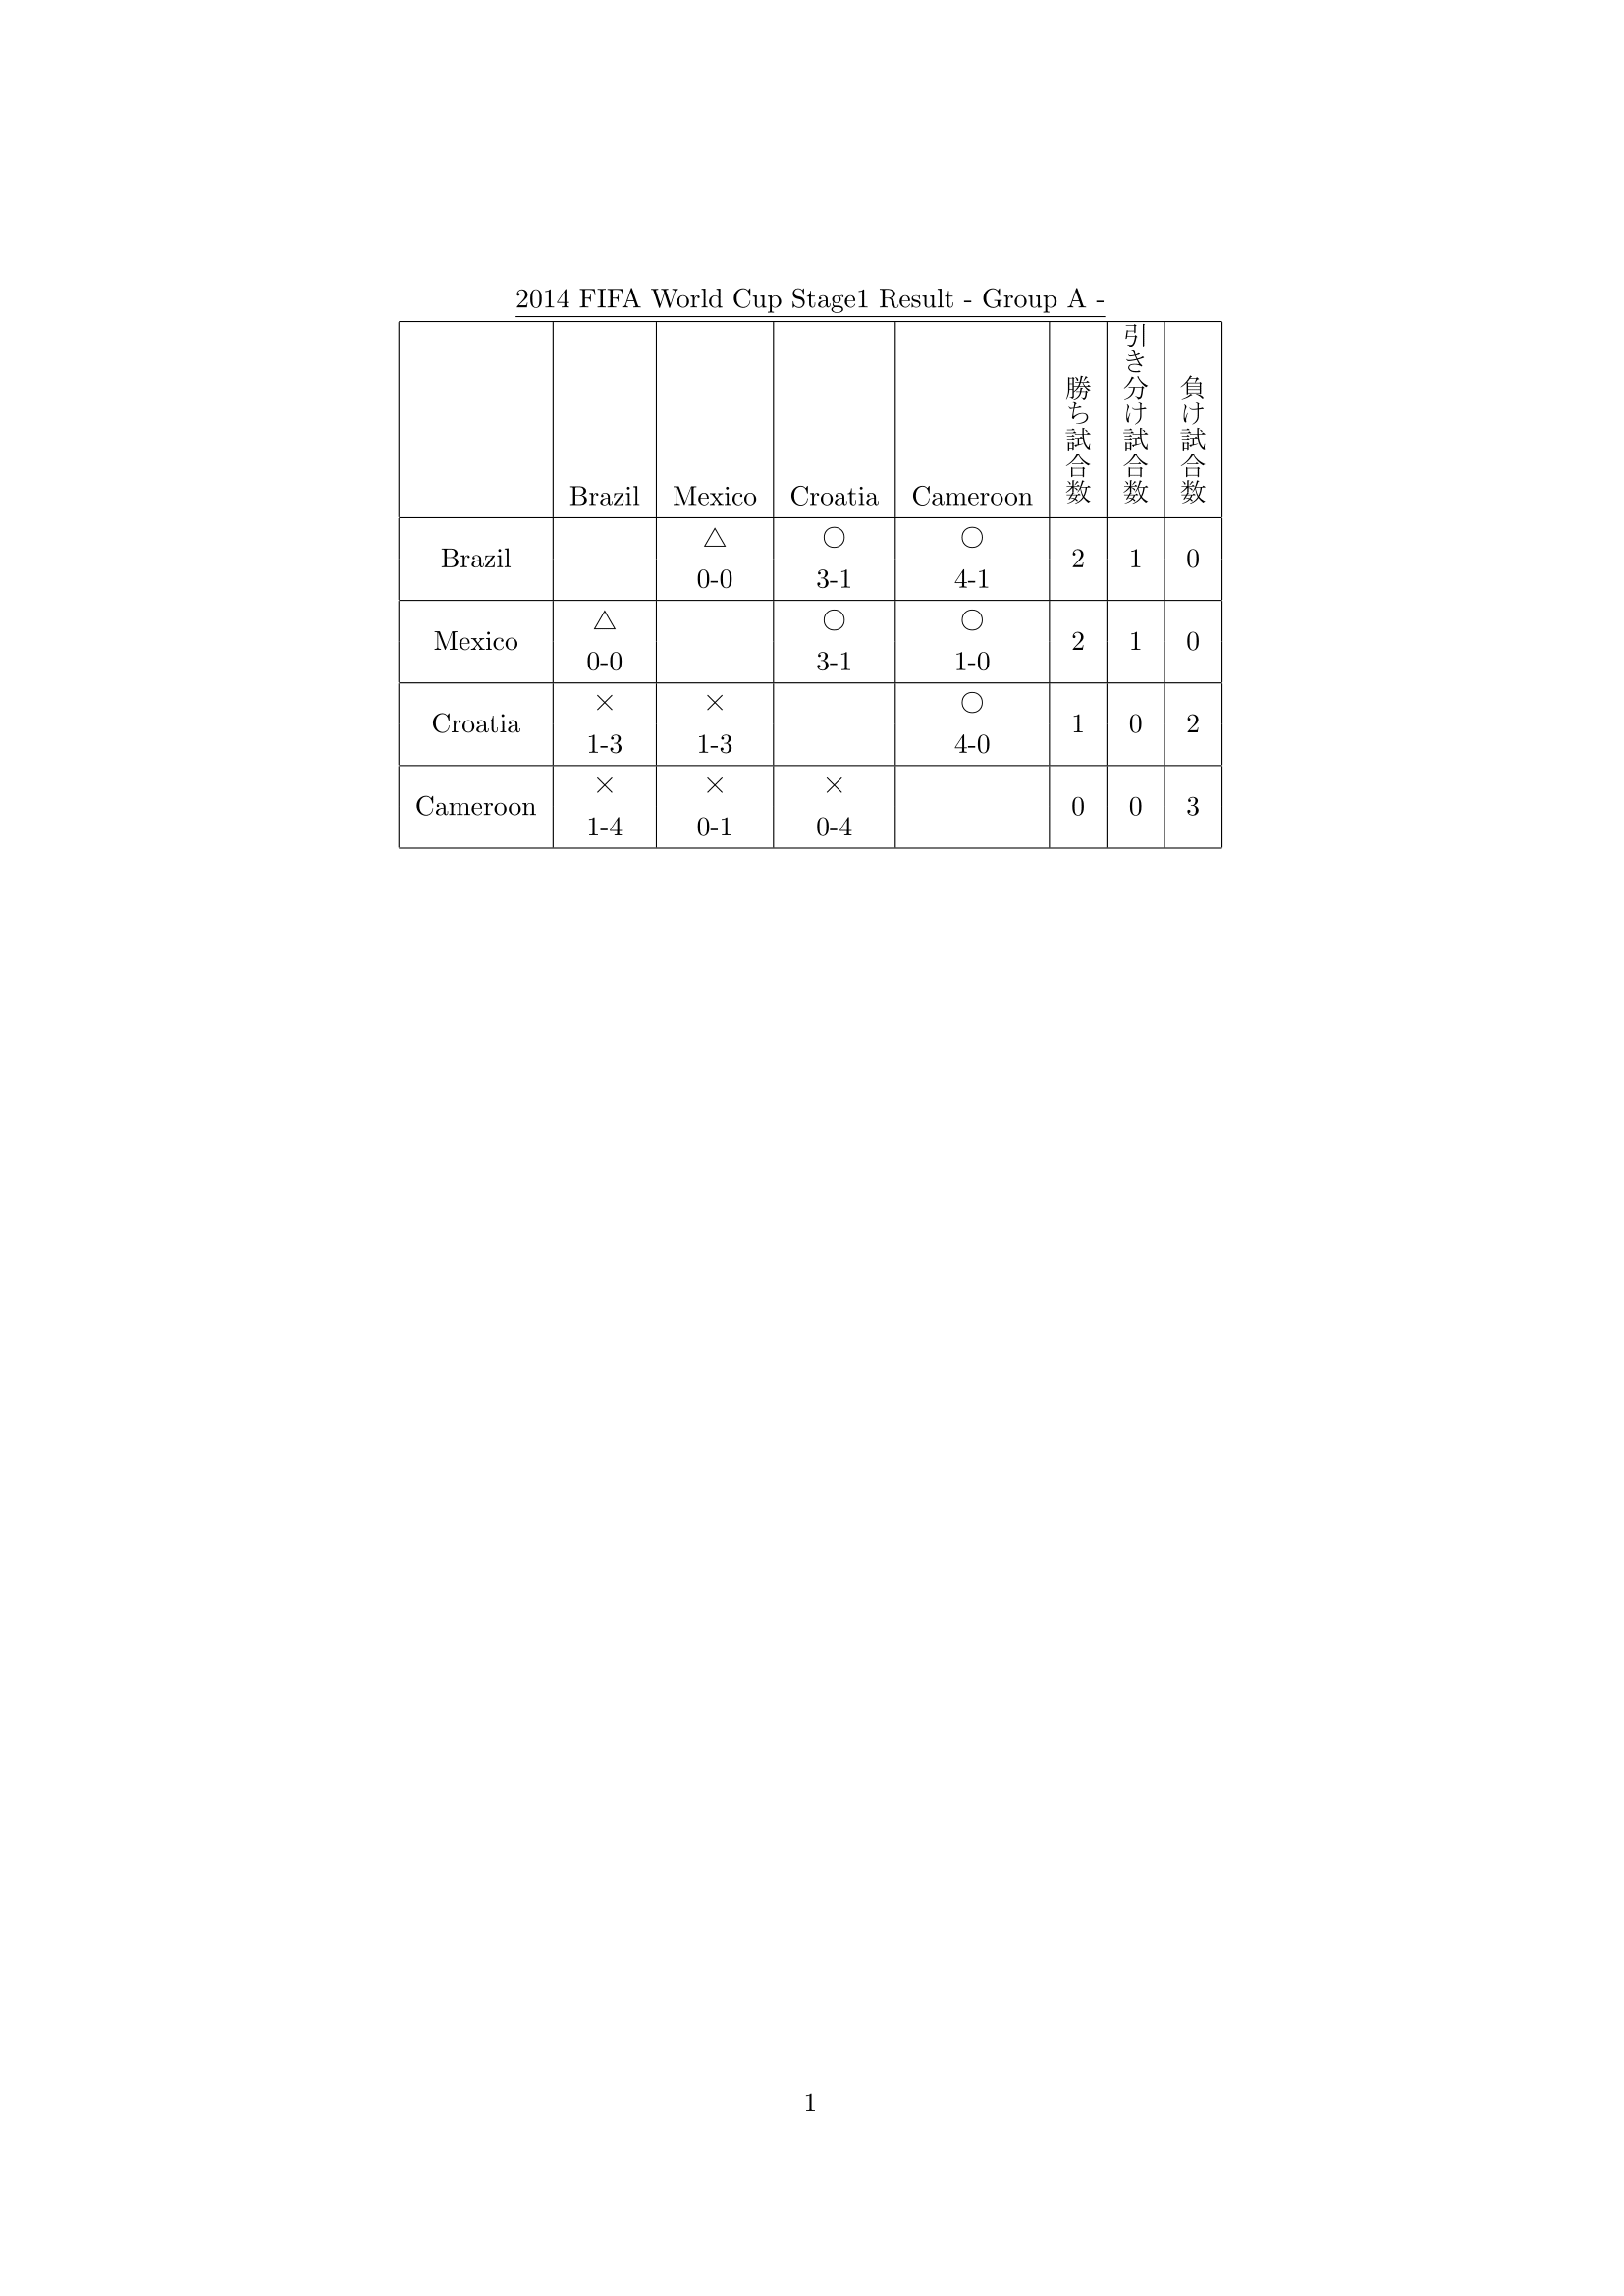 2014 FIFA World Cup Stage1 Result - Group A -
Brazil Mexico Croatia Cameroon 勝ち試合数 引き分け試合数 負け試合数
△ ○ ○
Brazil 2 1 0
0-0 3-1 4-1
△ ○ ○
Mexico 2 1 0
0-0 3-1 1-0
× × ○
Croatia 1 0 2
1-3 1-3 4-0
× × ×
Cameroon 0 0 3
1-4 0-1 0-4
1